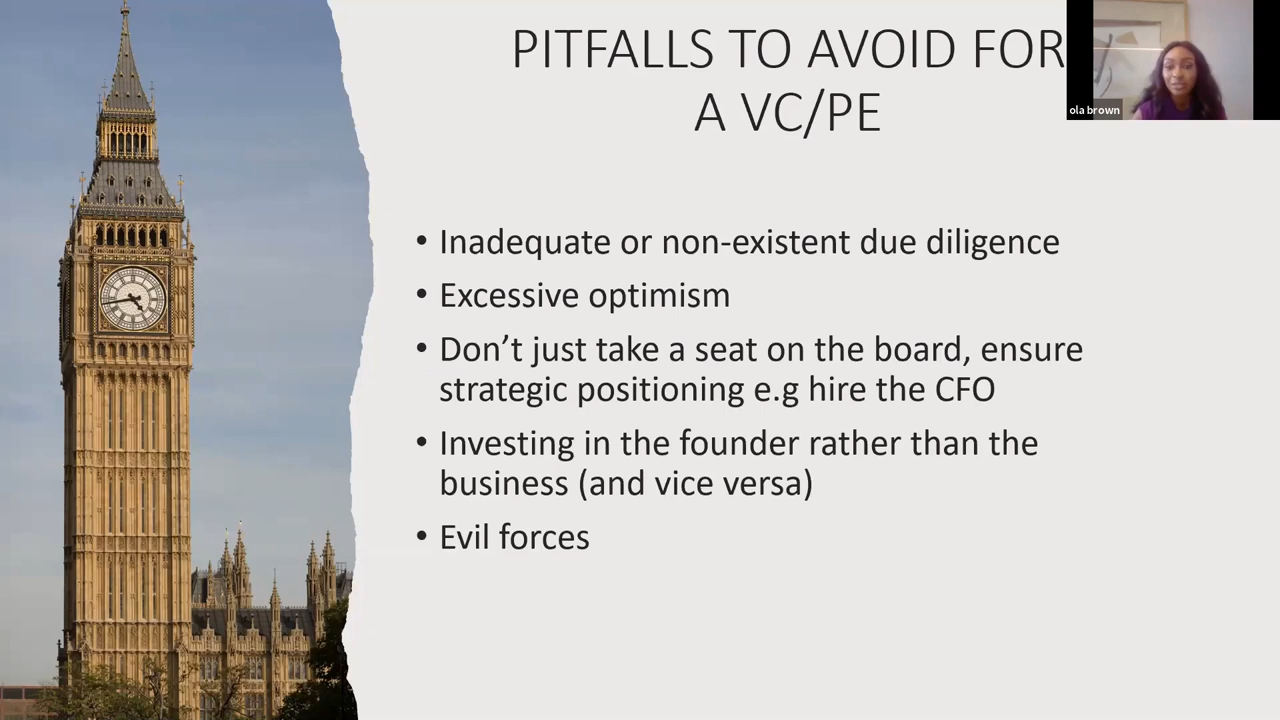 PITFALLS TO AVOID FOR
A VC/PE
ola brown
• Inadequate or non-existent due diligence
• Excessive optimism
• Don’t just take a seat on the board, ensure
strategic positioning e.g hire the CFO
• Investing in the founder rather than the
business (and vice versa)
• Evil forces